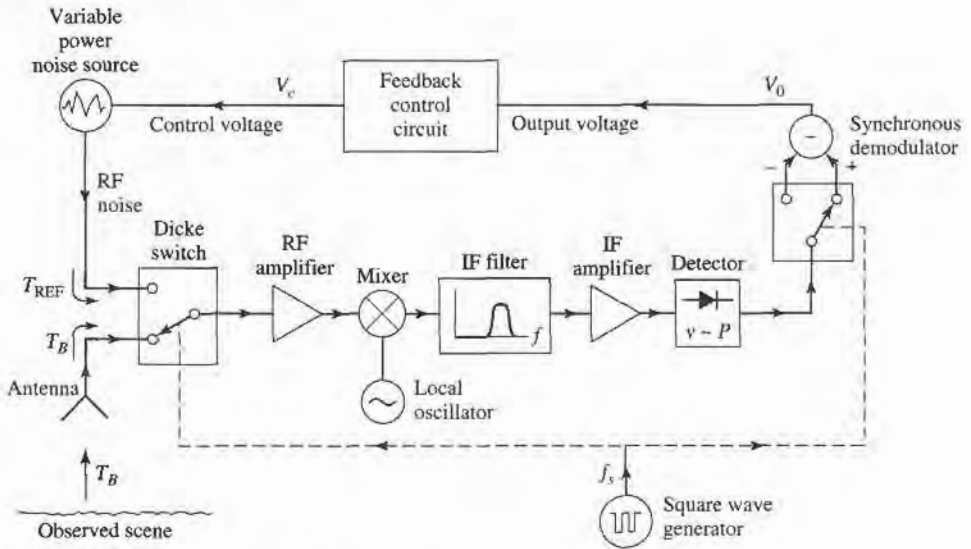 Variable
power
noise source
V_c
Control voltage
Feedback
control
circuit
Output voltage
V_0
Synchronous
demodulator
−
−
+
RF
noise
Dicke
switch
RF
amplifier
Mixer
IF filter
f
IF
amplifier
Detector
v ~ P
T_REF
T_B
Antenna
Local
oscillator
T_B
f_s
Square wave
generator
Observed scene